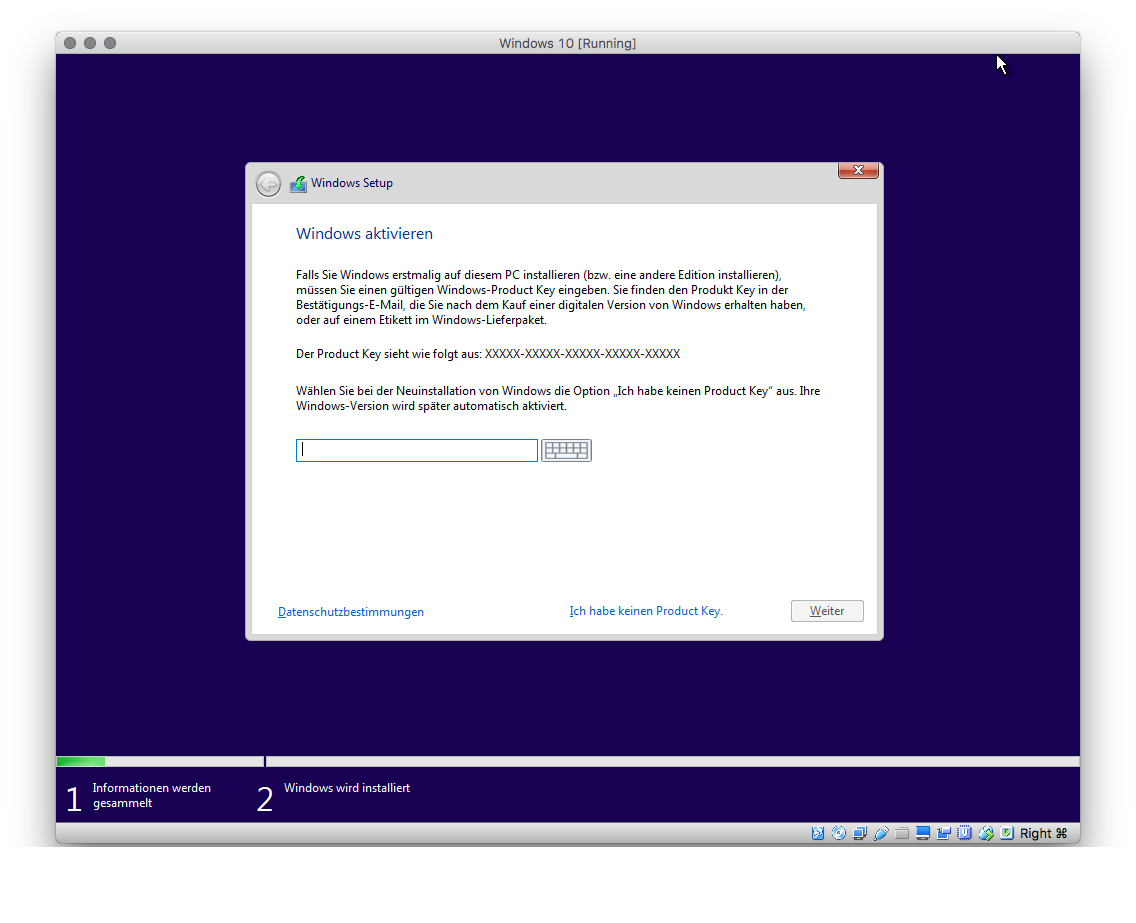 Windows 10 [Running]
Windows Setup
Windows aktivieren
Falls Sie Windows erstmalig auf diesem PC installieren (bzw. eine andere Edition installieren),
müssen Sie einen gültigen Windows-Product Key eingeben. Sie finden den Produkt Key in der
Bestätigungs-E-Mail, die Sie nach dem Kauf einer digitalen Version von Windows erhalten haben,
oder auf einem Etikett im Windows-Lieferpaket.
Der Product Key sieht wie folgt aus: XXXXX-XXXXX-XXXXX-XXXXX-XXXXX
Wählen Sie bei der Neuinstallation von Windows die Option „Ich habe keinen Product Key“ aus. Ihre
Windows-Version wird später automatisch aktiviert.
Datenschutzbestimmungen
Ich habe keinen Product Key.
Weiter
1
Informationen werden
gesammelt
2
Windows wird installiert
Right ⌘